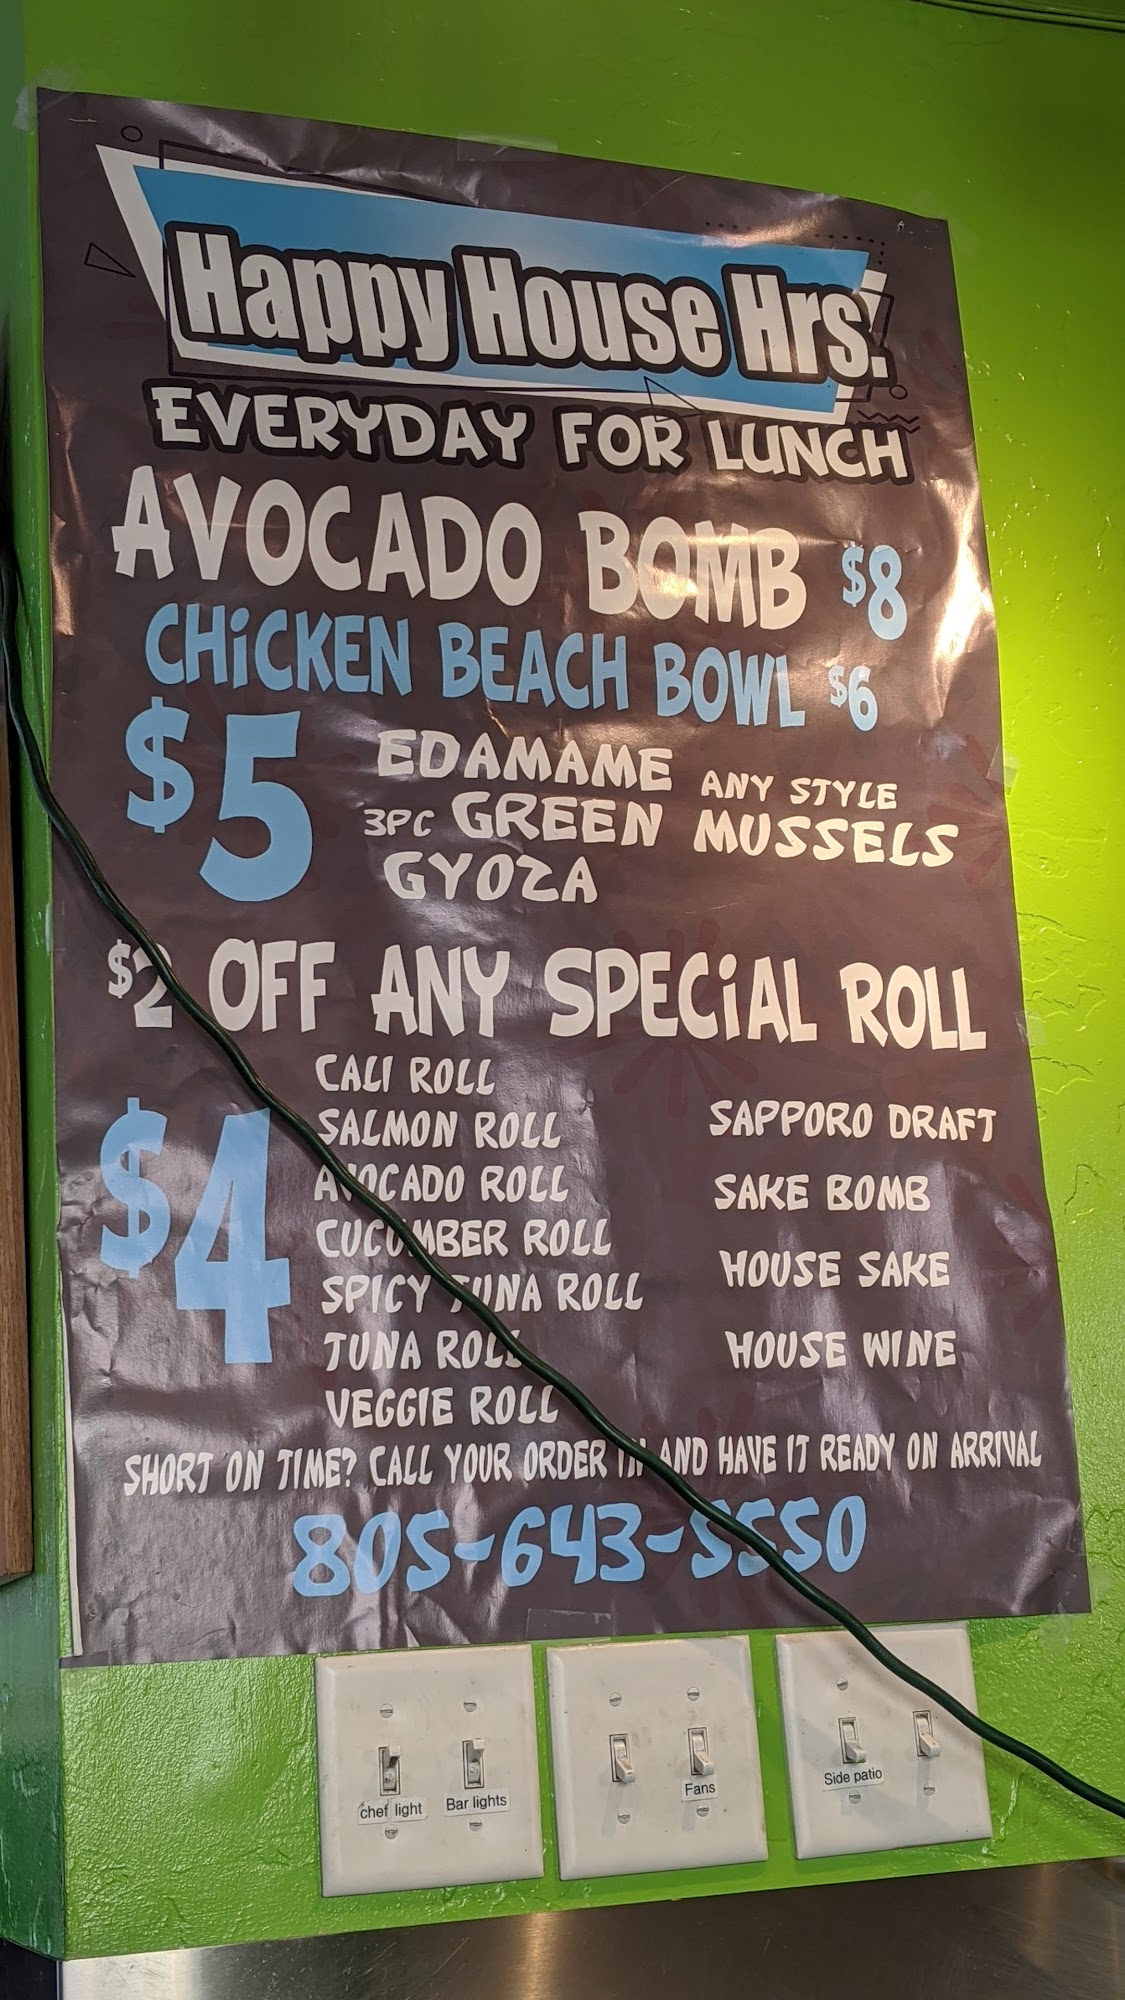 Happy House Hrs.
EVERYDAY FOR LUNCH
AVOCADO BOMB $8
CHiCKEN BEACH BOWL $6
$5
EDAMAME ANY STYLE
3PC GREEN MUSSELS
GYOZA
$2 OFF ANY SPECiAL ROLL
$4
CALI ROLL
SALMON ROLL
AVOCADO ROLL
CUCUMBER ROLL
SPICY TUNA ROLL
TUNA ROLL
VEGGIE ROLL
SAPPORO DRAFT
SAKE BOMB
HOUSE SAKE
HOUSE WINE
SHORT ON TIME? CALL YOUR ORDER IN AND HAVE IT READY ON ARRIVAL
805-643-5550
chef light
Bar lights
Fans
Side patio